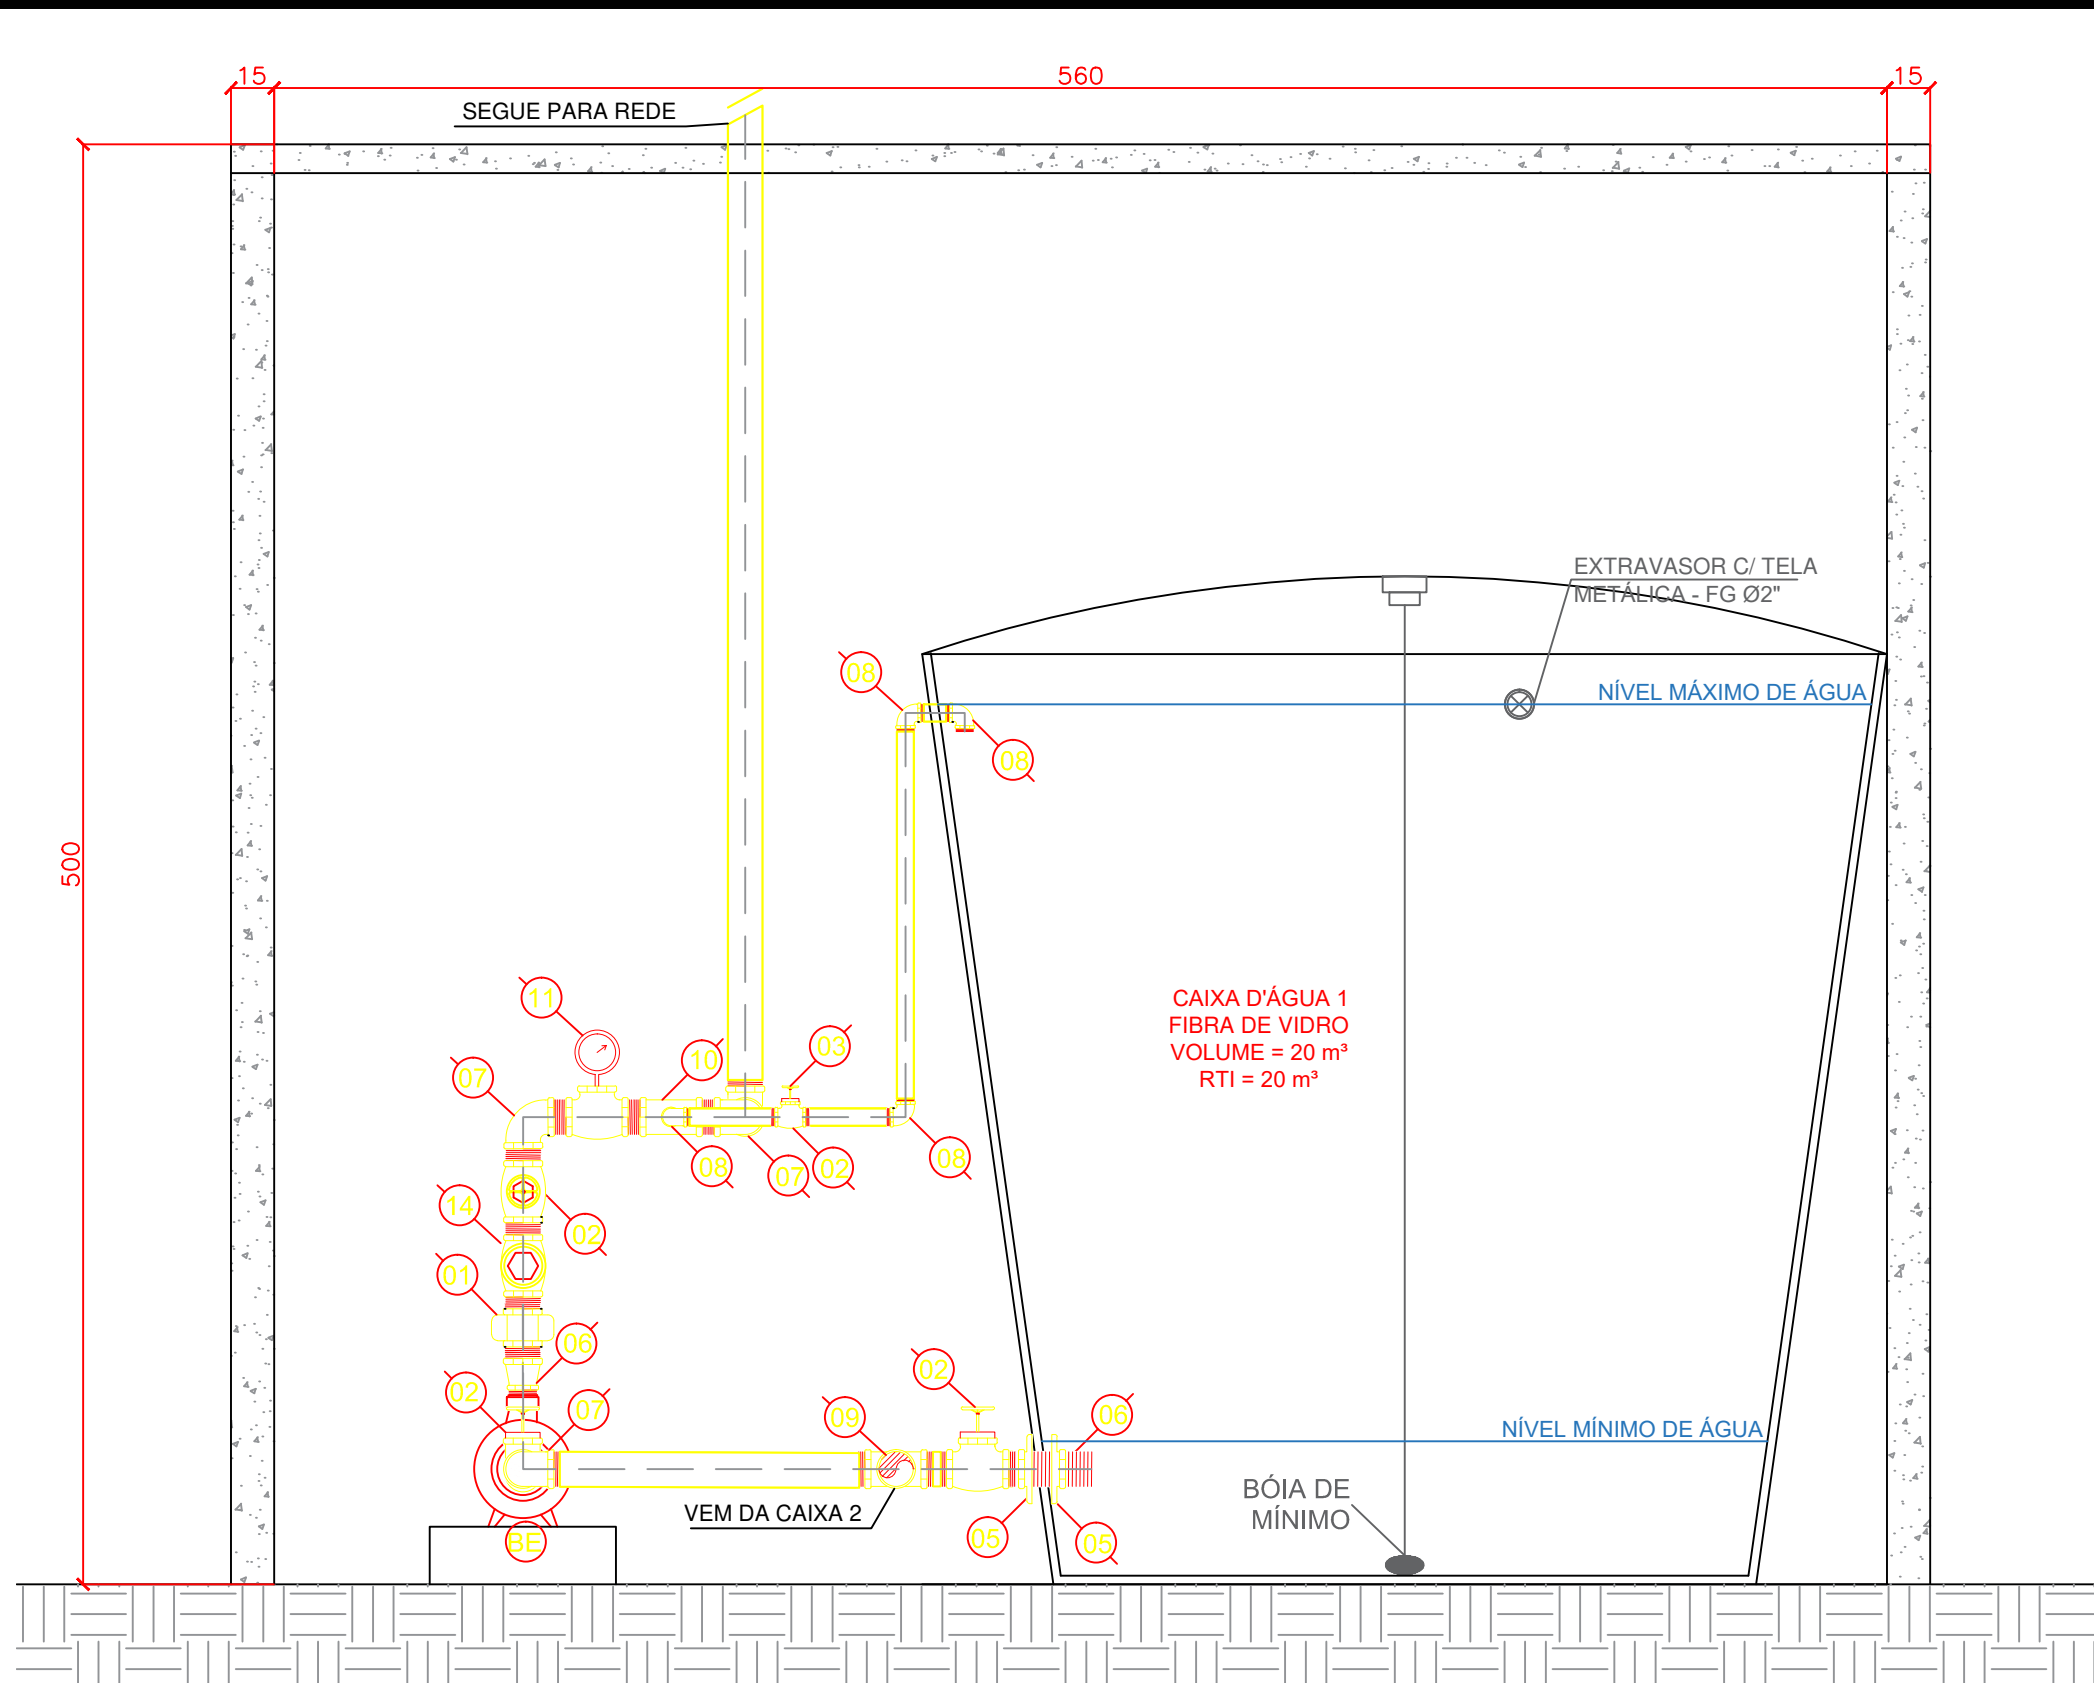 15
560
15
SEGUE PARA REDE
500
EXTRAVASOR C/ TELA
METÁLICA - FG Ø2"
NÍVEL MÁXIMO DE ÁGUA
08
08
11
CAIXA D'ÁGUA 1
FIBRA DE VIDRO
VOLUME = 20 m³
RTI = 20 m³
03
10
07
08
07
02
08
14
02
01
06
02
07
02
09
06
NÍVEL MÍNIMO DE ÁGUA
BÓIA DE
MÍNIMO
VEM DA CAIXA 2
05
05
BE